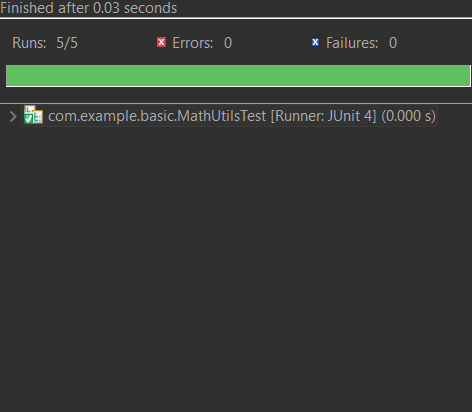 Finished after 0.03 seconds
Runs: 5/5 Errors: 0 Failures: 0
com.example.basic.MathUtilsTest [Runner: JUnit 4] (0.000 s)